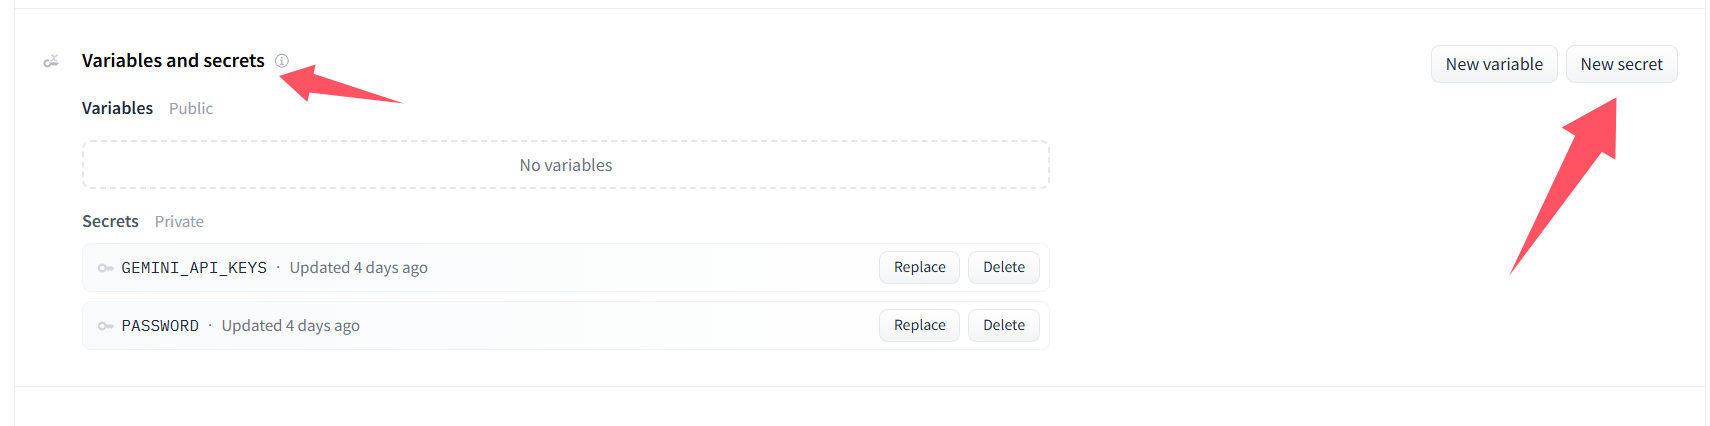 Variables and secrets
New variable
New secret
Variables Public
No variables
Secrets Private
GEMINI_API_KEYS · Updated 4 days ago
Replace
Delete
PASSWORD · Updated 4 days ago
Replace
Delete